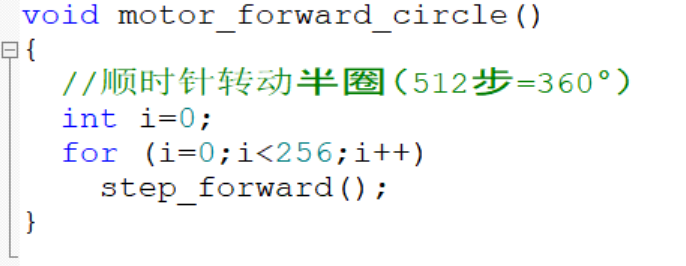 void motor_forward_circle()
{
//顺时针转动半圈(512步=360°)
int i=0;
for (i=0;i<256;i++)
step_forward();
}